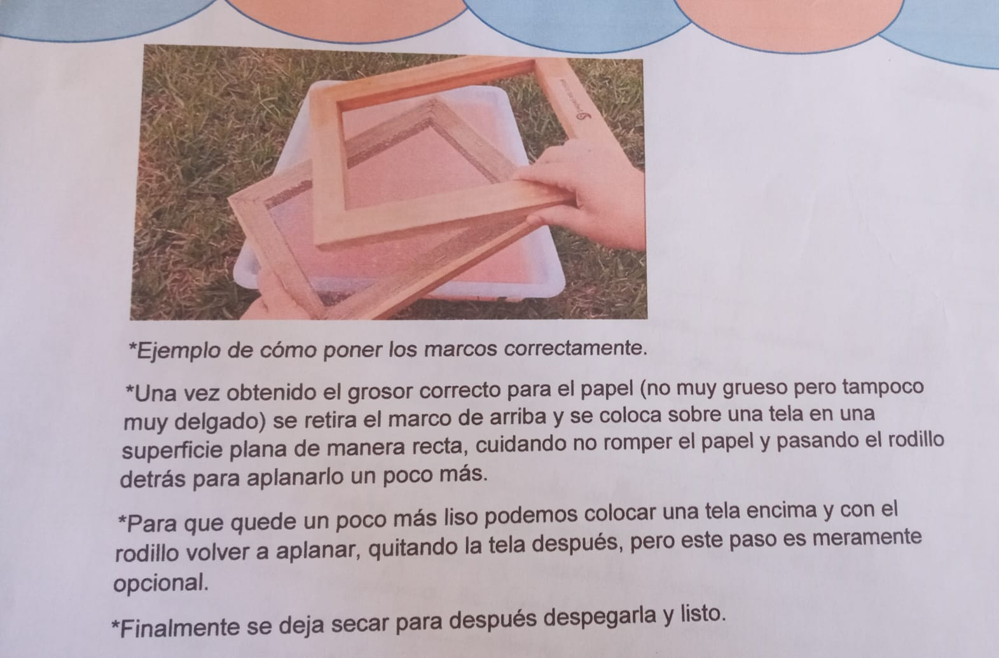 *Ejemplo de cómo poner los marcos correctamente.
*Una vez obtenido el grosor correcto para el papel (no muy grueso pero tampoco
muy delgado) se retira el marco de arriba y se coloca sobre una tela en una
superficie plana de manera recta, cuidando no romper el papel y pasando el rodillo
detrás para aplanarlo un poco más.
*Para que quede un poco más liso podemos colocar una tela encima y con el
rodillo volver a aplanar, quitando la tela después, pero este paso es meramente
opcional.
*Finalmente se deja secar para después despegarla y listo.